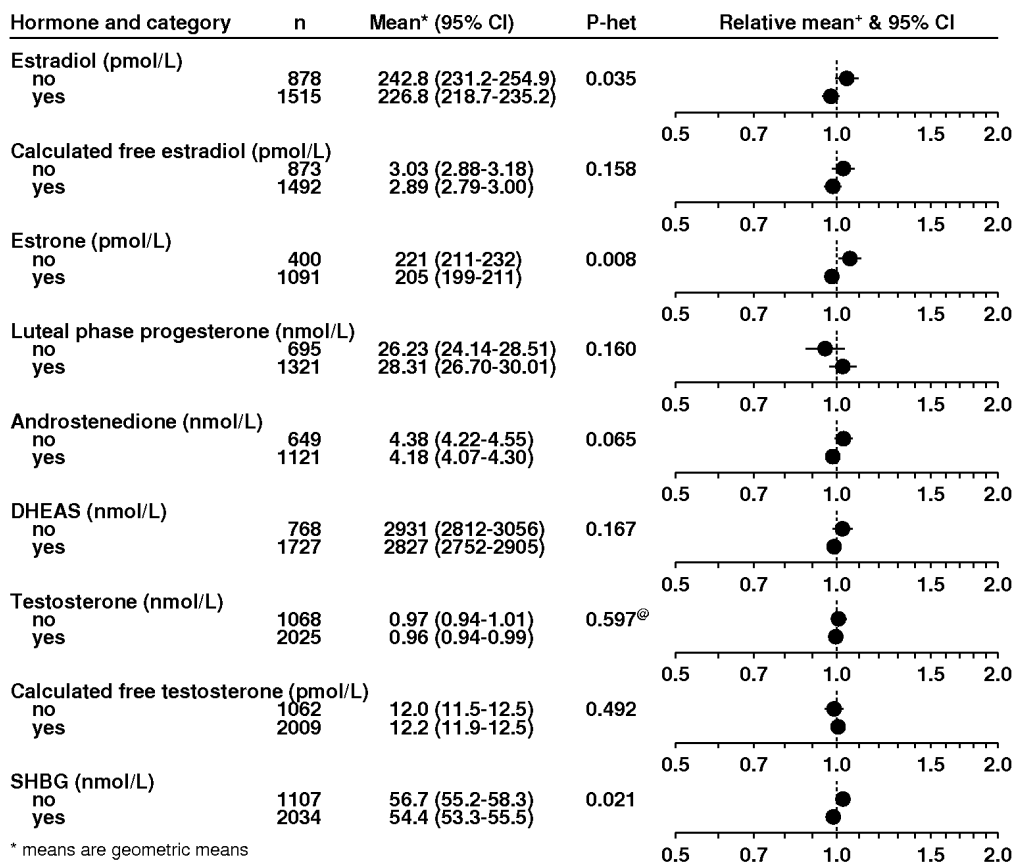 Hormone and category n Mean* (95% CI) P-het Relative mean⁺ & 95% CI
Estradiol (pmol/L)
no 878 242.8 (231.2-254.9) 0.035
yes 1515 226.8 (218.7-235.2)
0.5 0.7 1.0 1.5 2.0
Calculated free estradiol (pmol/L)
no 873 3.03 (2.88-3.18) 0.158
yes 1492 2.89 (2.79-3.00)
0.5 0.7 1.0 1.5 2.0
Estrone (pmol/L)
no 400 221 (211-232) 0.008
yes 1091 205 (199-211)
0.5 0.7 1.0 1.5 2.0
Luteal phase progesterone (nmol/L)
no 695 26.23 (24.14-28.51) 0.160
yes 1321 28.31 (26.70-30.01)
0.5 0.7 1.0 1.5 2.0
Androstenedione (nmol/L)
no 649 4.38 (4.22-4.55) 0.065
yes 1121 4.18 (4.07-4.30)
0.5 0.7 1.0 1.5 2.0
DHEAS (nmol/L)
no 768 2931 (2812-3056) 0.167
yes 1727 2827 (2752-2905)
0.5 0.7 1.0 1.5 2.0
Testosterone (nmol/L)
no 1068 0.97 (0.94-1.01) 0.597@
yes 2025 0.96 (0.94-0.99)
0.5 0.7 1.0 1.5 2.0
Calculated free testosterone (pmol/L)
no 1062 12.0 (11.5-12.5) 0.492
yes 2009 12.2 (11.9-12.5)
0.5 0.7 1.0 1.5 2.0
SHBG (nmol/L)
no 1107 56.7 (55.2-58.3) 0.021
yes 2034 54.4 (53.3-55.5)
0.5 0.7 1.0 1.5 2.0
* means are geometric means